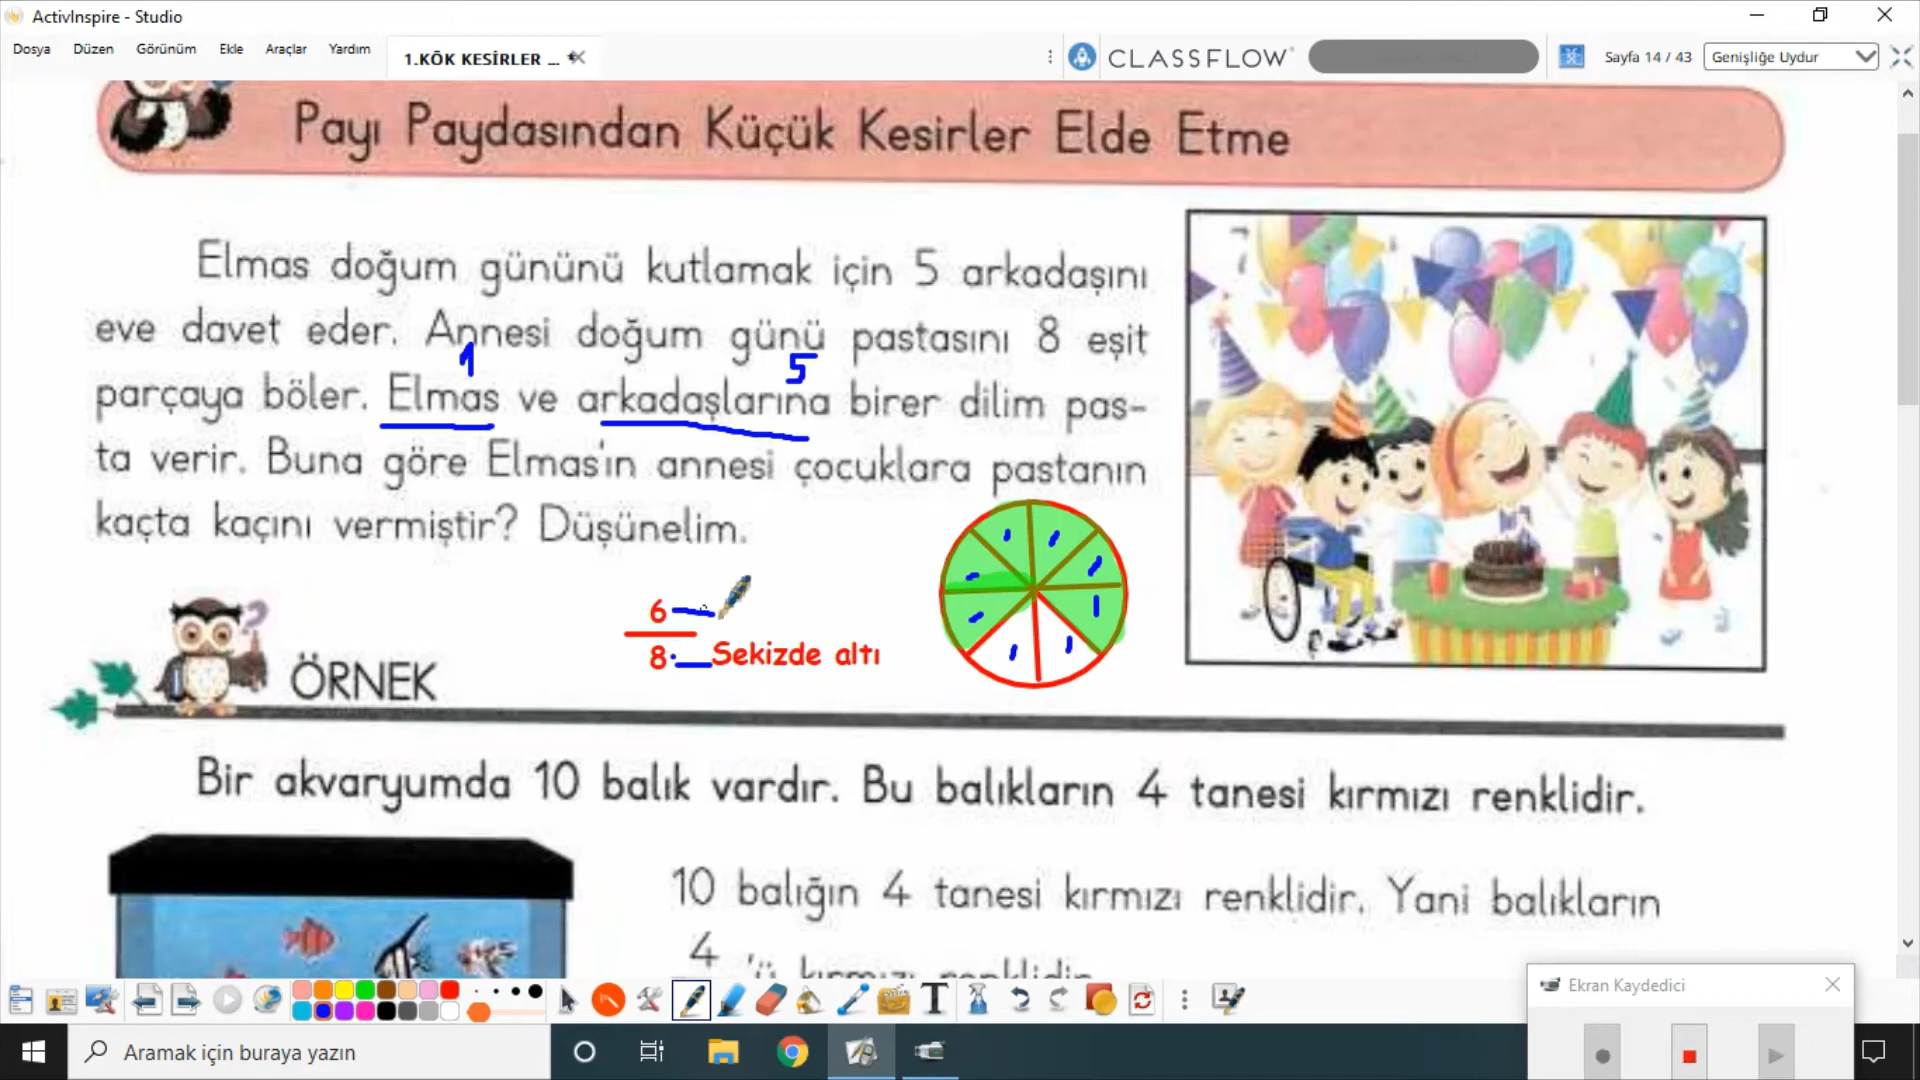 ActivInspire - Studio
Dosya Düzen Görünüm Ekle Araçlar Yardım
1.KÖK KESİRLER ...
CLASSFLOW
Sayfa 14 / 43
Genişliğe Uydur
Payı Paydasından Küçük Kesirler Elde Etme
Elmas doğum gününü kutlamak için 5 arkadaşını
eve davet eder. Annesi doğum günü pastasını 8 eşit
1 5
parçaya böler. Elmas ve arkadaşlarına birer dilim pas-
ta verir. Buna göre Elmas'ın annesi çocuklara pastanın
kaçta kaçını vermiştir? Düşünelim.
6
8 Sekizde altı
ÖRNEK
Bir akvaryumda 10 balık vardır. Bu balıkların 4 tanesi kırmızı renklidir.
10 balığın 4 tanesi kırmızı renklidir. Yani balıkların
4 'ü kırmızı renklidir
Ekran Kaydedici
Aramak için buraya yazın